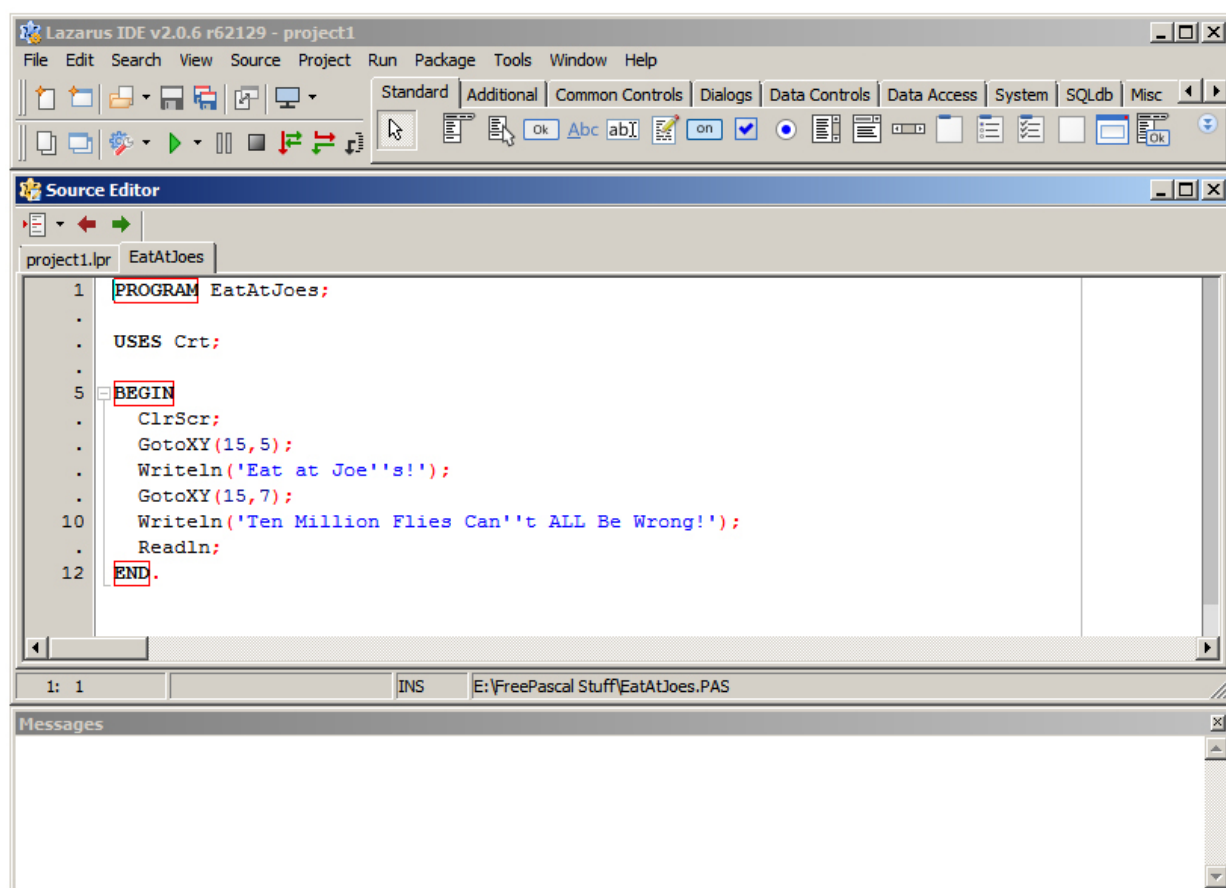 Lazarus IDE v2.0.6 r62129 - project1
File Edit Search View Source Project Run Package Tools Window Help
Standard Additional Common Controls Dialogs Data Controls Data Access System SQLdb Misc
Ok Abc abI on Ok
Source Editor
project1.lpr EatAtJoes
1 PROGRAM EatAtJoes;
.
. USES Crt;
.
5 BEGIN
. ClrScr;
. GotoXY(15,5);
. Writeln('Eat at Joe''s!');
. GotoXY(15,7);
10 Writeln('Ten Million Flies Can''t ALL Be Wrong!');
. Readln;
12 END.
1: 1 INS E:\FreePascal Stuff\EatAtJoes.PAS
Messages